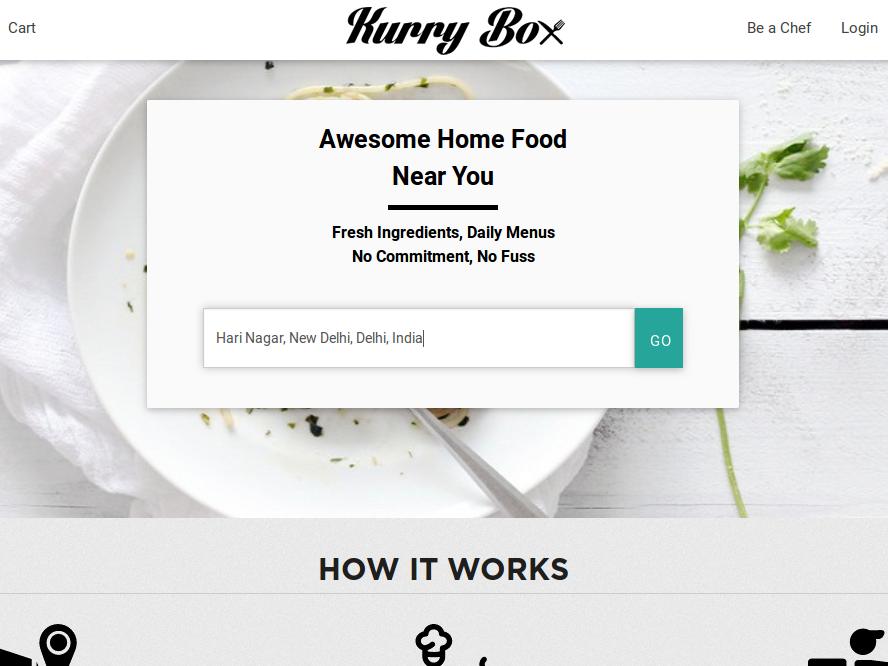 Cart
Kurry Box
Be a Chef
Login
Awesome Home Food
Near You
Fresh Ingredients, Daily Menus
No Commitment, No Fuss
Hari Nagar, New Delhi, Delhi, India
GO
HOW IT WORKS